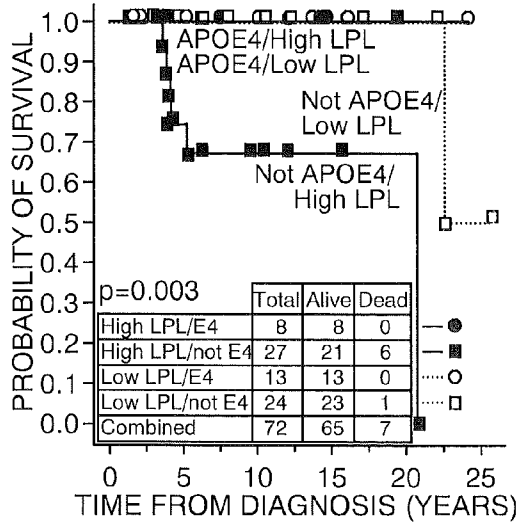 PROBABILITY OF SURVIVAL
1.0
0.9
0.8
0.7
0.6
0.5
0.4
0.3
0.2
0.1
0.0
APOE4/High LPL
APOE4/Low LPL
Not APOE4/
Low LPL
Not APOE4/
High LPL
p=0.003
Total Alive Dead
High LPL/E4 8 8 0
High LPL/not E4 27 21 6
Low LPL/E4 13 13 0
Low LPL/not E4 24 23 1
Combined 72 65 7
0 5 10 15 20 25
TIME FROM DIAGNOSIS (YEARS)